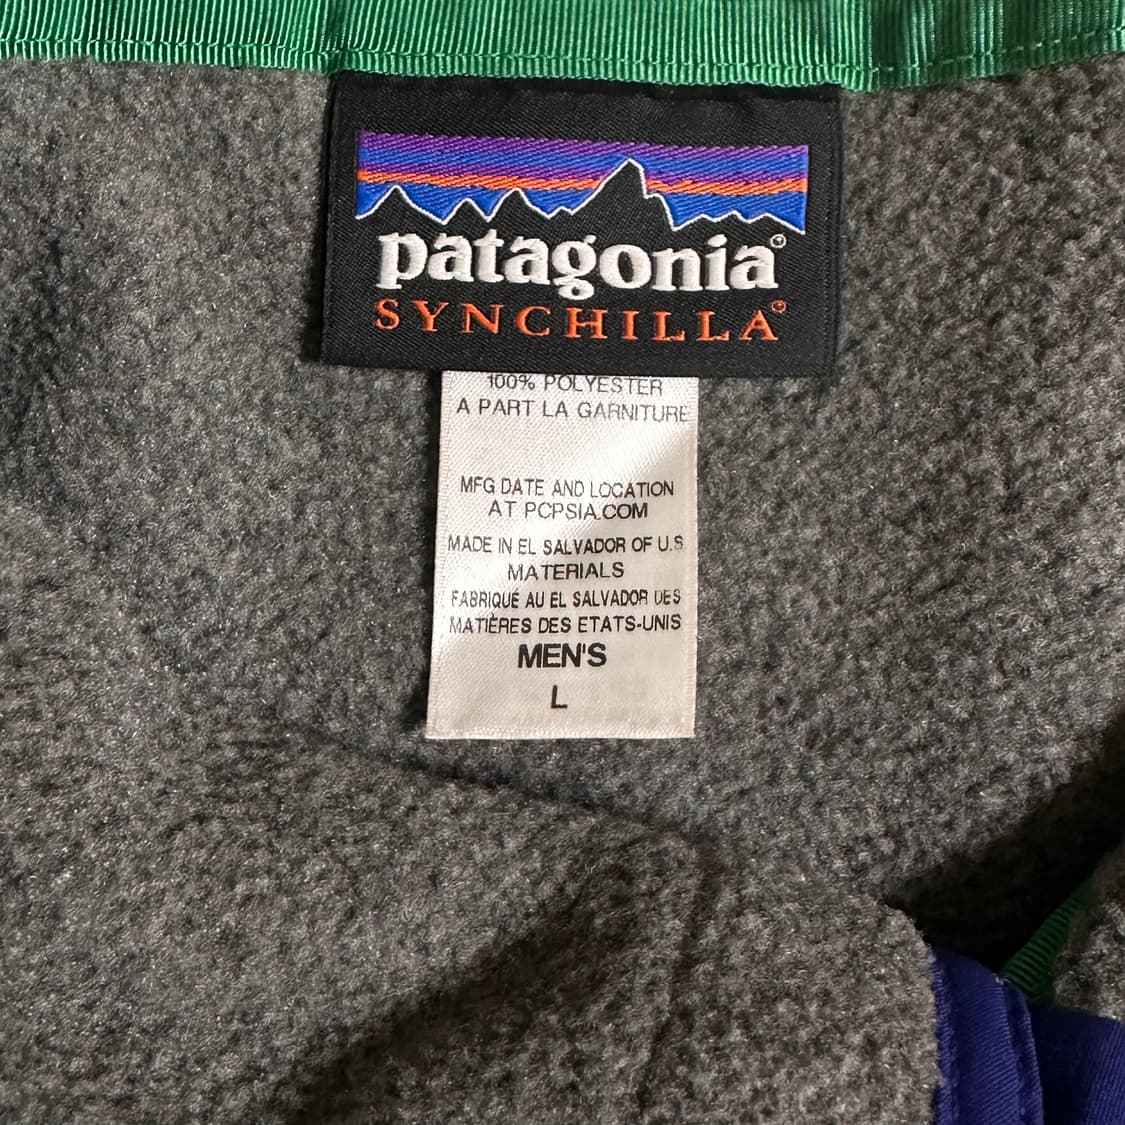 patagonia®
SYNCHILLA®
100% POLYESTER
A PART LA GARNITURE
MFG DATE AND LOCATION
AT PCPSIA.COM
MADE IN EL SALVADOR OF U.S
MATERIALS
FABRIQUÉ AU EL SALVADOR DES
MATIÈRES DES ETATS-UNIS
MEN'S
L